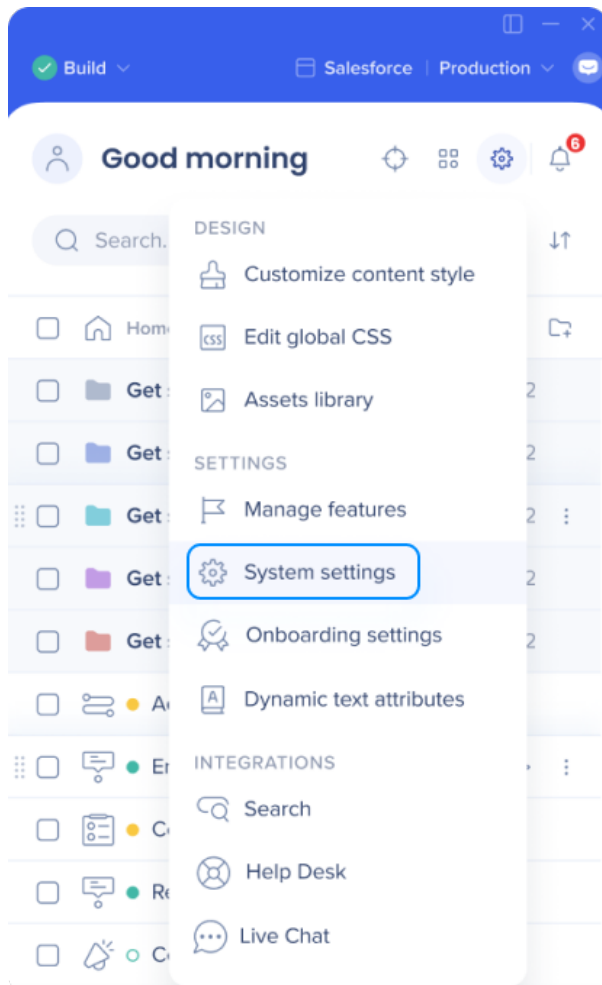 Build
Salesforce | Production
Good morning
6
Search.
DESIGN
Customize content style
Home
CSS
Edit global CSS
Get
Assets library
2
Get
SETTINGS
2
Get
Manage features
2
Get
System settings
2
Get
Onboarding settings
2
A
Dynamic text attributes
INTEGRATIONS
Search
Help Desk
Live Chat